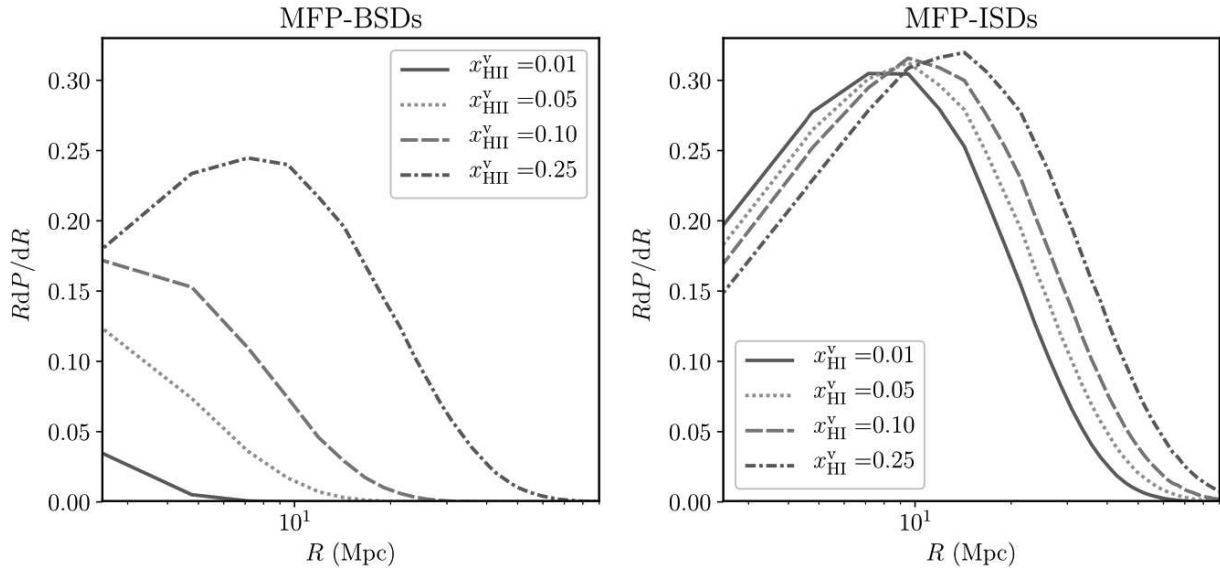 MFP-BSDs
0.30
0.25
0.20
0.15
0.10
0.05
0.00
RdP/dR
x^v_HII =0.01
x^v_HII =0.05
x^v_HII =0.10
x^v_HII =0.25
10^1
R (Mpc)
MFP-ISDs
0.30
0.25
0.20
0.15
0.10
0.05
0.00
RdP/dR
x^v_HI =0.01
x^v_HI =0.05
x^v_HI =0.10
x^v_HI =0.25
10^1
R (Mpc)